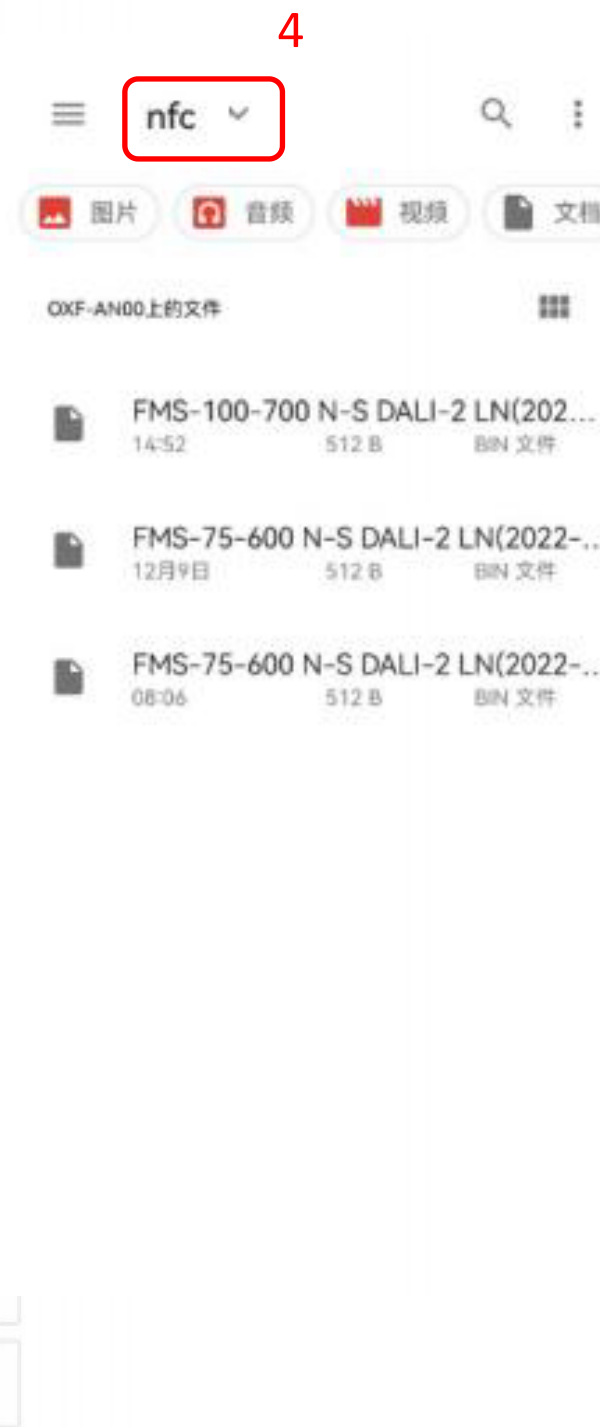 4
nfc
图片 音频 视频 文档
OXF-AN00上的文件
FMS-100-700 N-S DALI-2 LN(202...
14:52 512 B BIN 文件
FMS-75-600 N-S DALI-2 LN(2022-...
12月9日 512 B BIN 文件
FMS-75-600 N-S DALI-2 LN(2022-...
08:06 512 B BIN 文件